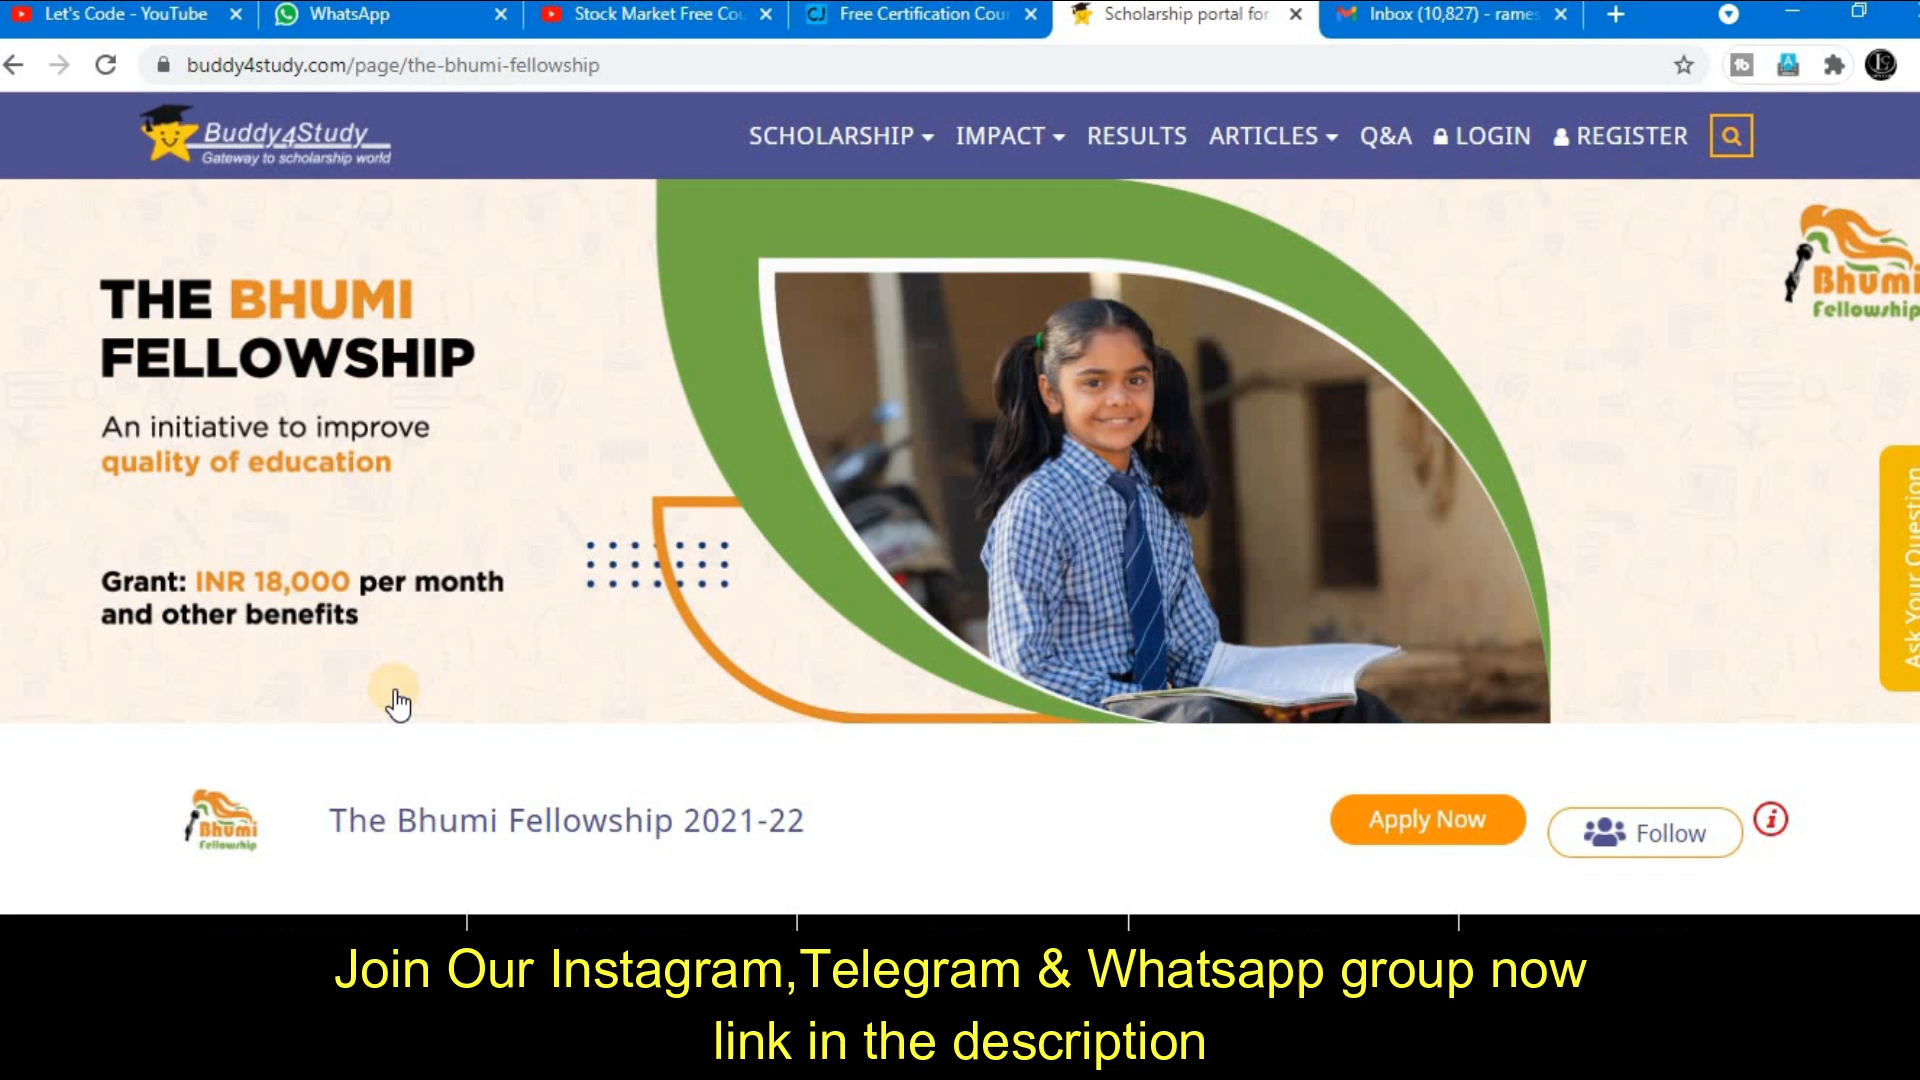 Let's Code - YouTube
WhatsApp
Stock Market Free Cou
Free Certification Cour
Scholarship portal for
Inbox (10,827) - rames
buddy4study.com/page/the-bhumi-fellowship
Buddy4Study
Gateway to scholarship world
SCHOLARSHIP
IMPACT
RESULTS
ARTICLES
Q&A
LOGIN
REGISTER
THE BHUMI
FELLOWSHIP
An initiative to improve
quality of education
Grant: INR 18,000 per month
and other benefits
Bhumi
Fellowship
Ask Your Question
Bhumi
Fellowship
The Bhumi Fellowship 2021-22
Apply Now
Follow
i
Join Our Instagram,Telegram & Whatsapp group now
link in the description